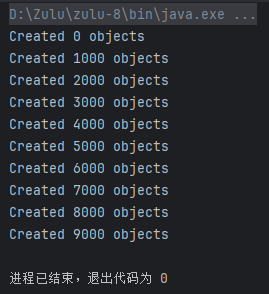 D:\Zulu\zulu-8\bin\java.exe ...
Created 0 objects
Created 1000 objects
Created 2000 objects
Created 3000 objects
Created 4000 objects
Created 5000 objects
Created 6000 objects
Created 7000 objects
Created 8000 objects
Created 9000 objects
进程已结束，退出代码为 0